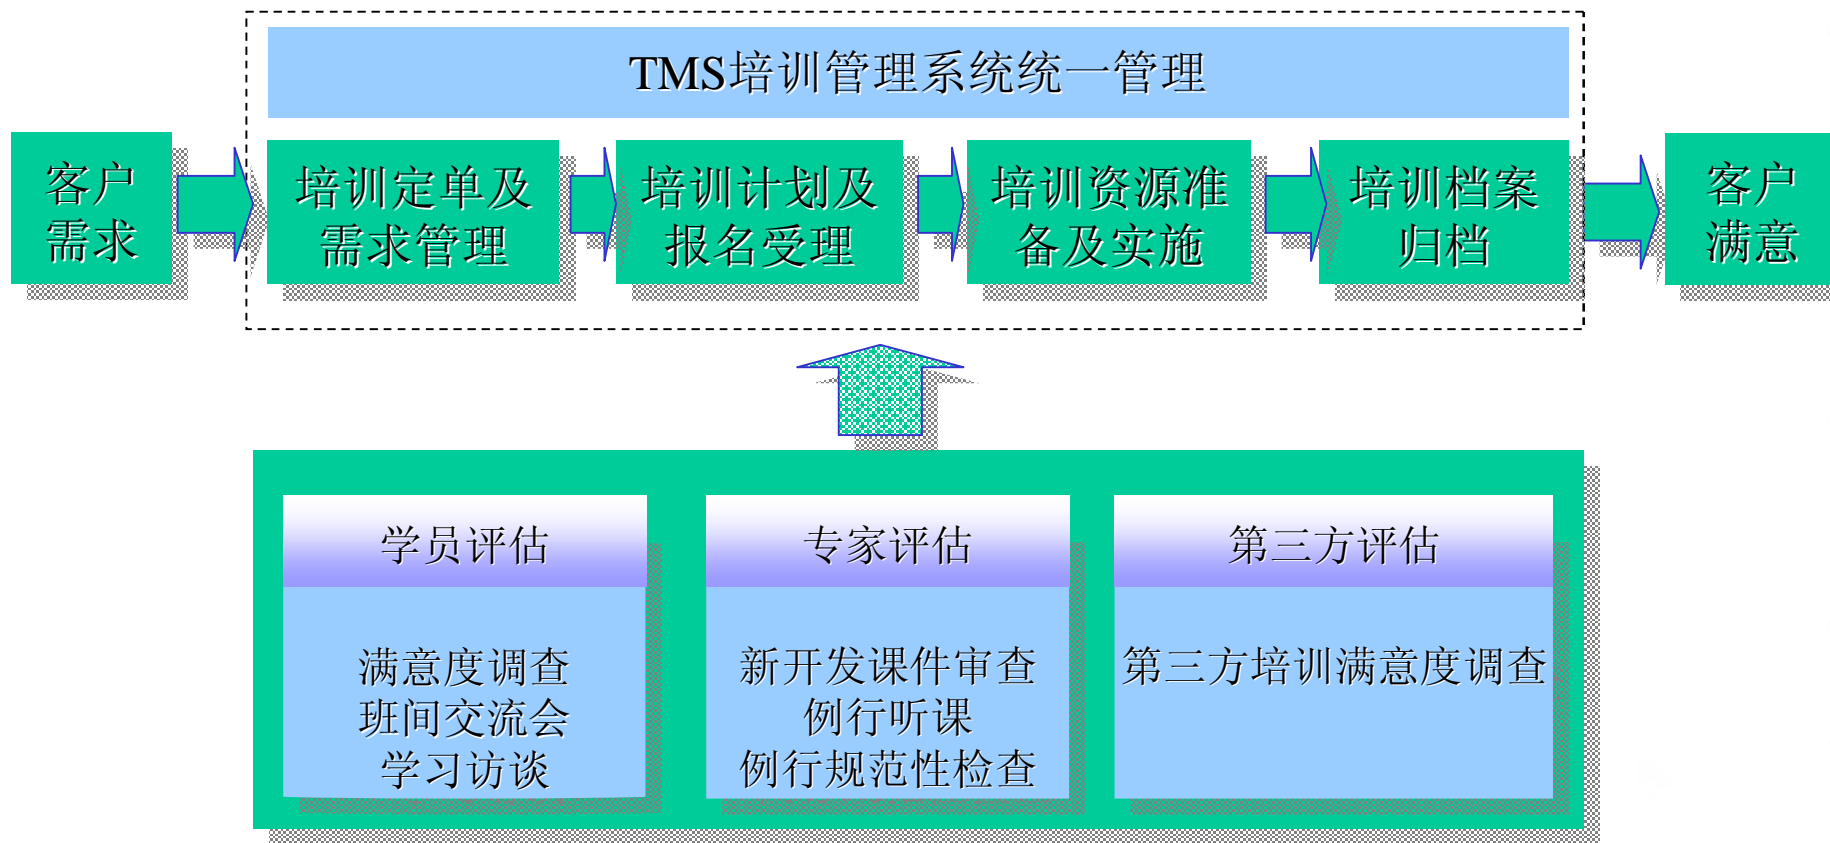 TMS培训管理系统统一管理
客户
需求
培训定单及
需求管理
培训计划及
报名受理
培训资源准
备及实施
培训档案
归档
客户
满意
学员评估
满意度调查
班间交流会
学习访谈
专家评估
新开发课件审查
例行听课
例行规范性检查
第三方评估
第三方培训满意度调查